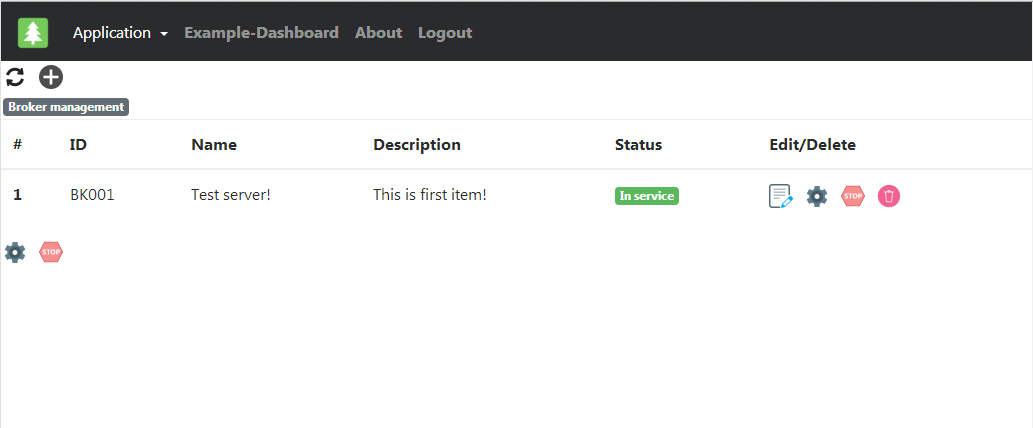 Application Example-Dashboard About Logout
Broker management
# ID Name Description Status Edit/Delete
1 BK001 Test server! This is first item! In service STOP
STOP